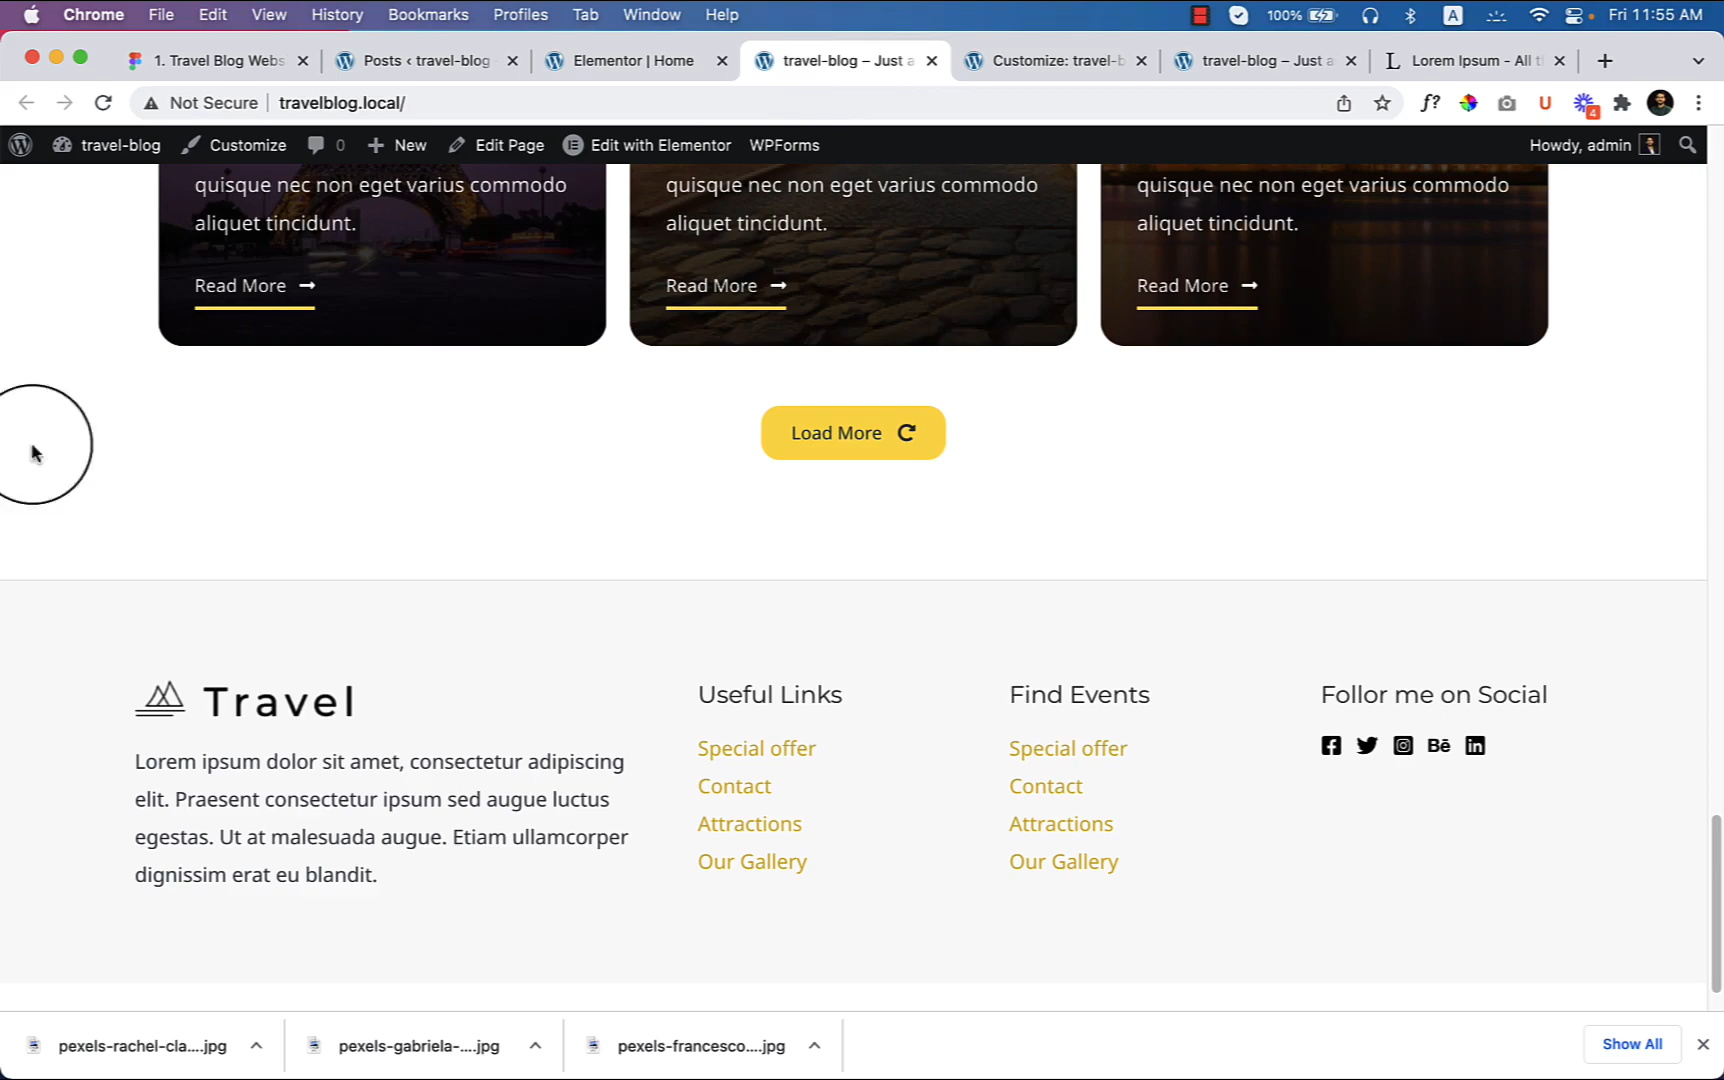 Chrome File Edit View History Bookmarks Profiles Tab Window Help 100% A Fri 11:55 AM
1. Travel Blog Webs Posts ‹ travel-blog Elementor | Home travel-blog – Just a Customize: travel-b travel-blog – Just a L Lorem Ipsum - All t
Not Secure travelblog.local/ f? U 4
travel-blog Customize 0 New Edit Page Edit with Elementor WPForms Howdy, admin
quisque nec non eget varius commodo
aliquet tincidunt.
Read More
quisque nec non eget varius commodo
aliquet tincidunt.
Read More
quisque nec non eget varius commodo
aliquet tincidunt.
Read More
Load More
Travel
Lorem ipsum dolor sit amet, consectetur adipiscing
elit. Praesent consectetur ipsum sed augue luctus
egestas. Ut at malesuada augue. Etiam ullamcorper
dignissim erat eu blandit.
Useful Links
Special offer
Contact
Attractions
Our Gallery
Find Events
Special offer
Contact
Attractions
Our Gallery
Follor me on Social
Bē
pexels-rachel-cla....jpg pexels-gabriela-....jpg pexels-francesco....jpg Show All